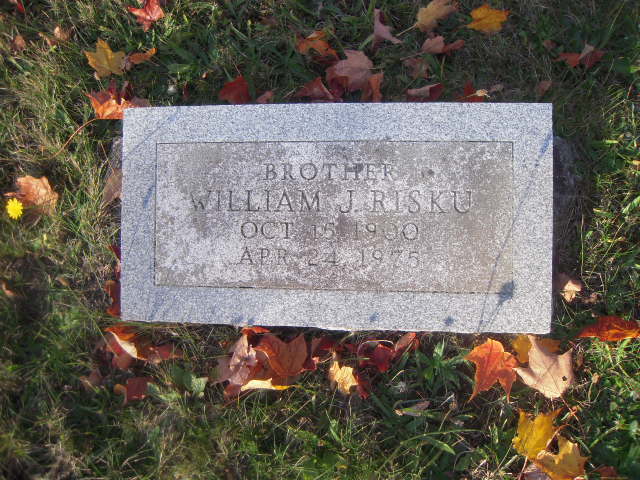 BROTHER
WILLIAM J. RISKU
OCT 15 1900
APR. 24 1975